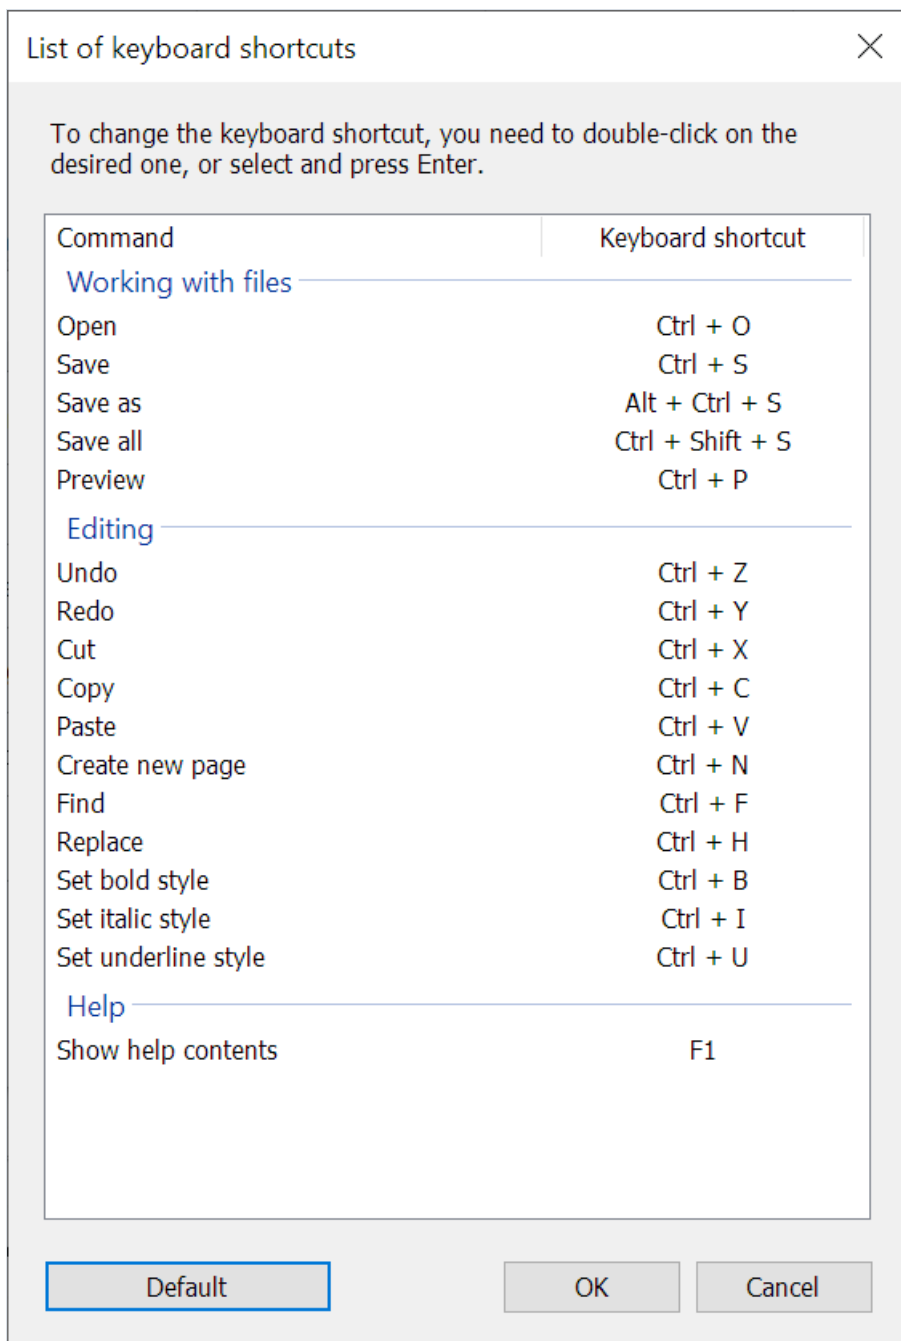 List of keyboard shortcuts
To change the keyboard shortcut, you need to double-click on the
desired one, or select and press Enter.
Command Keyboard shortcut
Working with files
Open Ctrl + O
Save Ctrl + S
Save as Alt + Ctrl + S
Save all Ctrl + Shift + S
Preview Ctrl + P
Editing
Undo Ctrl + Z
Redo Ctrl + Y
Cut Ctrl + X
Copy Ctrl + C
Paste Ctrl + V
Create new page Ctrl + N
Find Ctrl + F
Replace Ctrl + H
Set bold style Ctrl + B
Set italic style Ctrl + I
Set underline style Ctrl + U
Help
Show help contents F1
Default OK Cancel